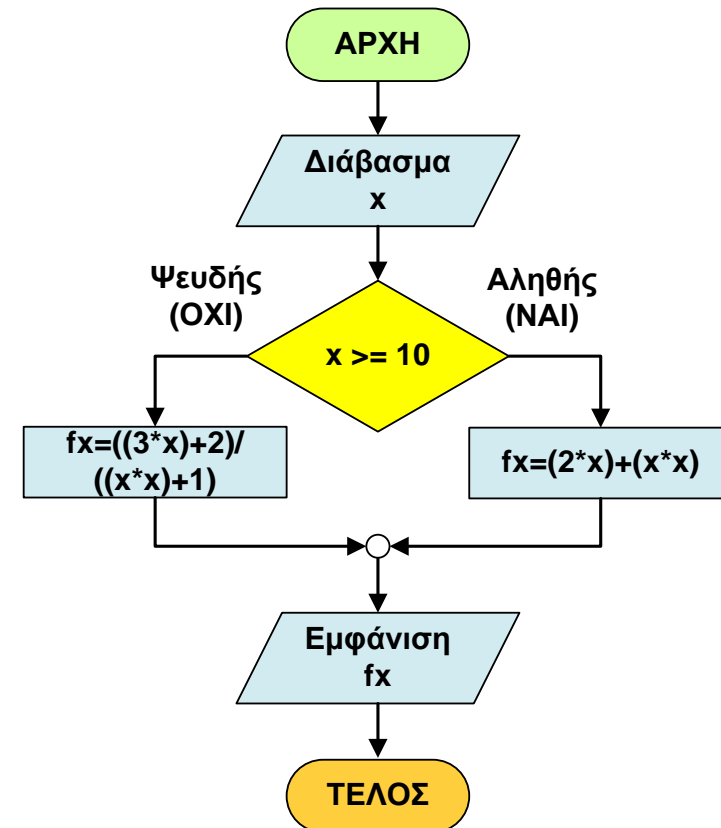 ΑΡΧΗ
Διάβασμα
x
Ψευδής
(ΟΧΙ)
Αληθής
(ΝΑΙ)
x >= 10
fx=((3*x)+2)/
((x*x)+1)
fx=(2*x)+(x*x)
Εμφάνιση
fx
ΤΕΛΟΣ